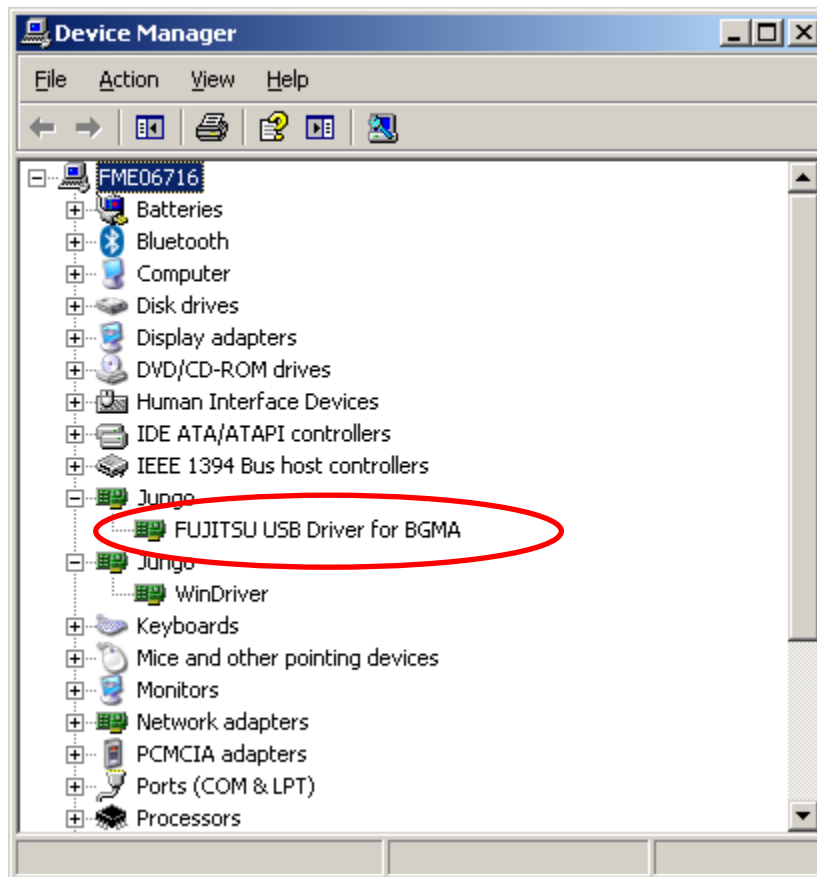 Device Manager
File Action View Help
FME06716
Batteries
Bluetooth
Computer
Disk drives
Display adapters
DVD/CD-ROM drives
Human Interface Devices
IDE ATA/ATAPI controllers
IEEE 1394 Bus host controllers
Jungo
FUJITSU USB Driver for BGMA
Jungo
WinDriver
Keyboards
Mice and other pointing devices
Monitors
Network adapters
PCMCIA adapters
Ports (COM & LPT)
Processors